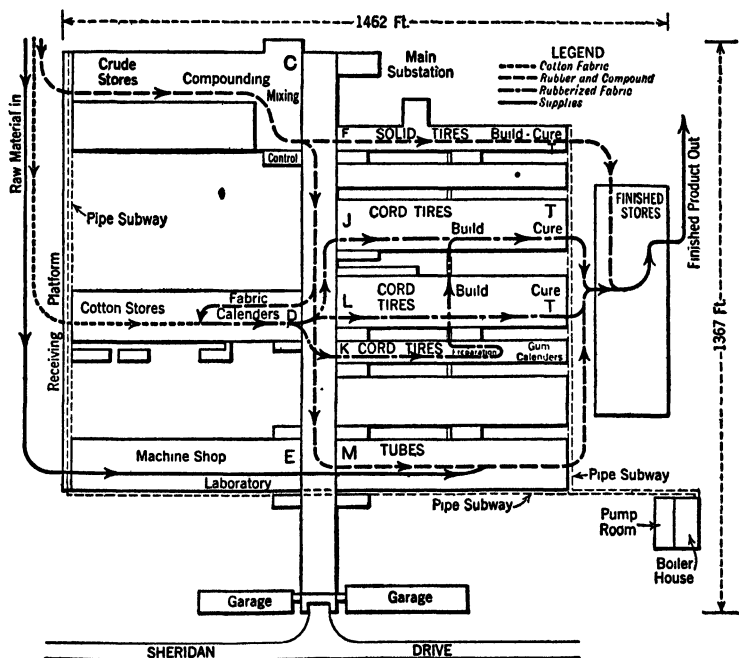 1462 Ft.
LEGEND
Cotton Fabric
Rubber and Compound
Rubberized Fabric
Supplies
Crude
Stores
Compounding
C
Mixing
Main
Substation
Raw Material in
F SOLID TIRES Build-Cure
Control
Pipe Subway
J
CORD TIRES
T
Build
Cure
FINISHED
STORES
Finished Product Out
Receiving Platform
Cotton Stores
Fabric
Calenders
D
L
CORD
TIRES
Build
Cure
T
K CORD TIRES
Preparation
Gum
Calenders
1367 Ft.
Machine Shop
E
M
TUBES
Laboratory
Pipe Subway
Pipe Subway
Pump
Room
Boiler
House
Garage
Garage
SHERIDAN DRIVE